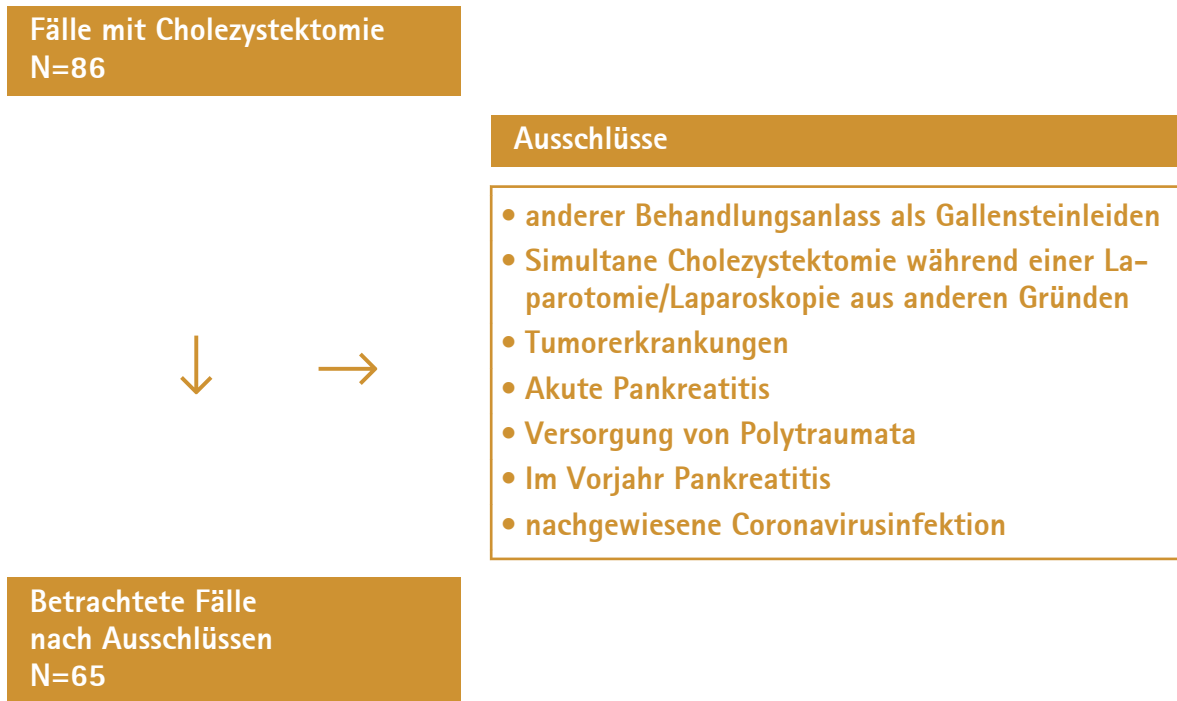 Fälle mit Cholezystektomie
N=86
Ausschlüsse
• anderer Behandlungsanlass als Gallensteinleiden
• Simultane Cholezystektomie während einer La-
parotomie/Laparoskopie aus anderen Gründen
• Tumorerkrankungen
• Akute Pankreatitis
• Versorgung von Polytraumata
• Im Vorjahr Pankreatitis
• nachgewiesene Coronavirusinfektion
Betrachtete Fälle
nach Ausschlüssen
N=65